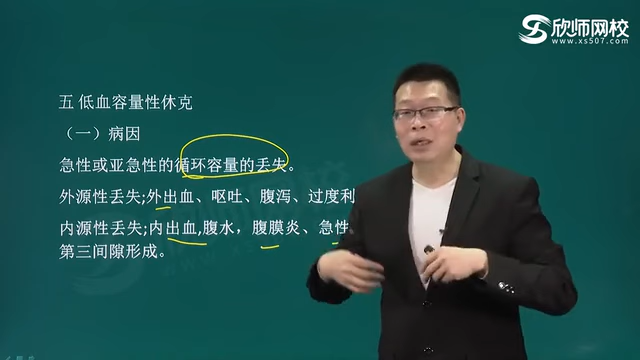 欣师网校
www.xs507.com
五 低血容量性休克
（一）病因
急性或亚急性的循环容量的丢失。
外源性丢失;外出血、呕吐、腹泻、过度利
内源性丢失;内出血,腹水，腹膜炎、急性
第三间隙形成。